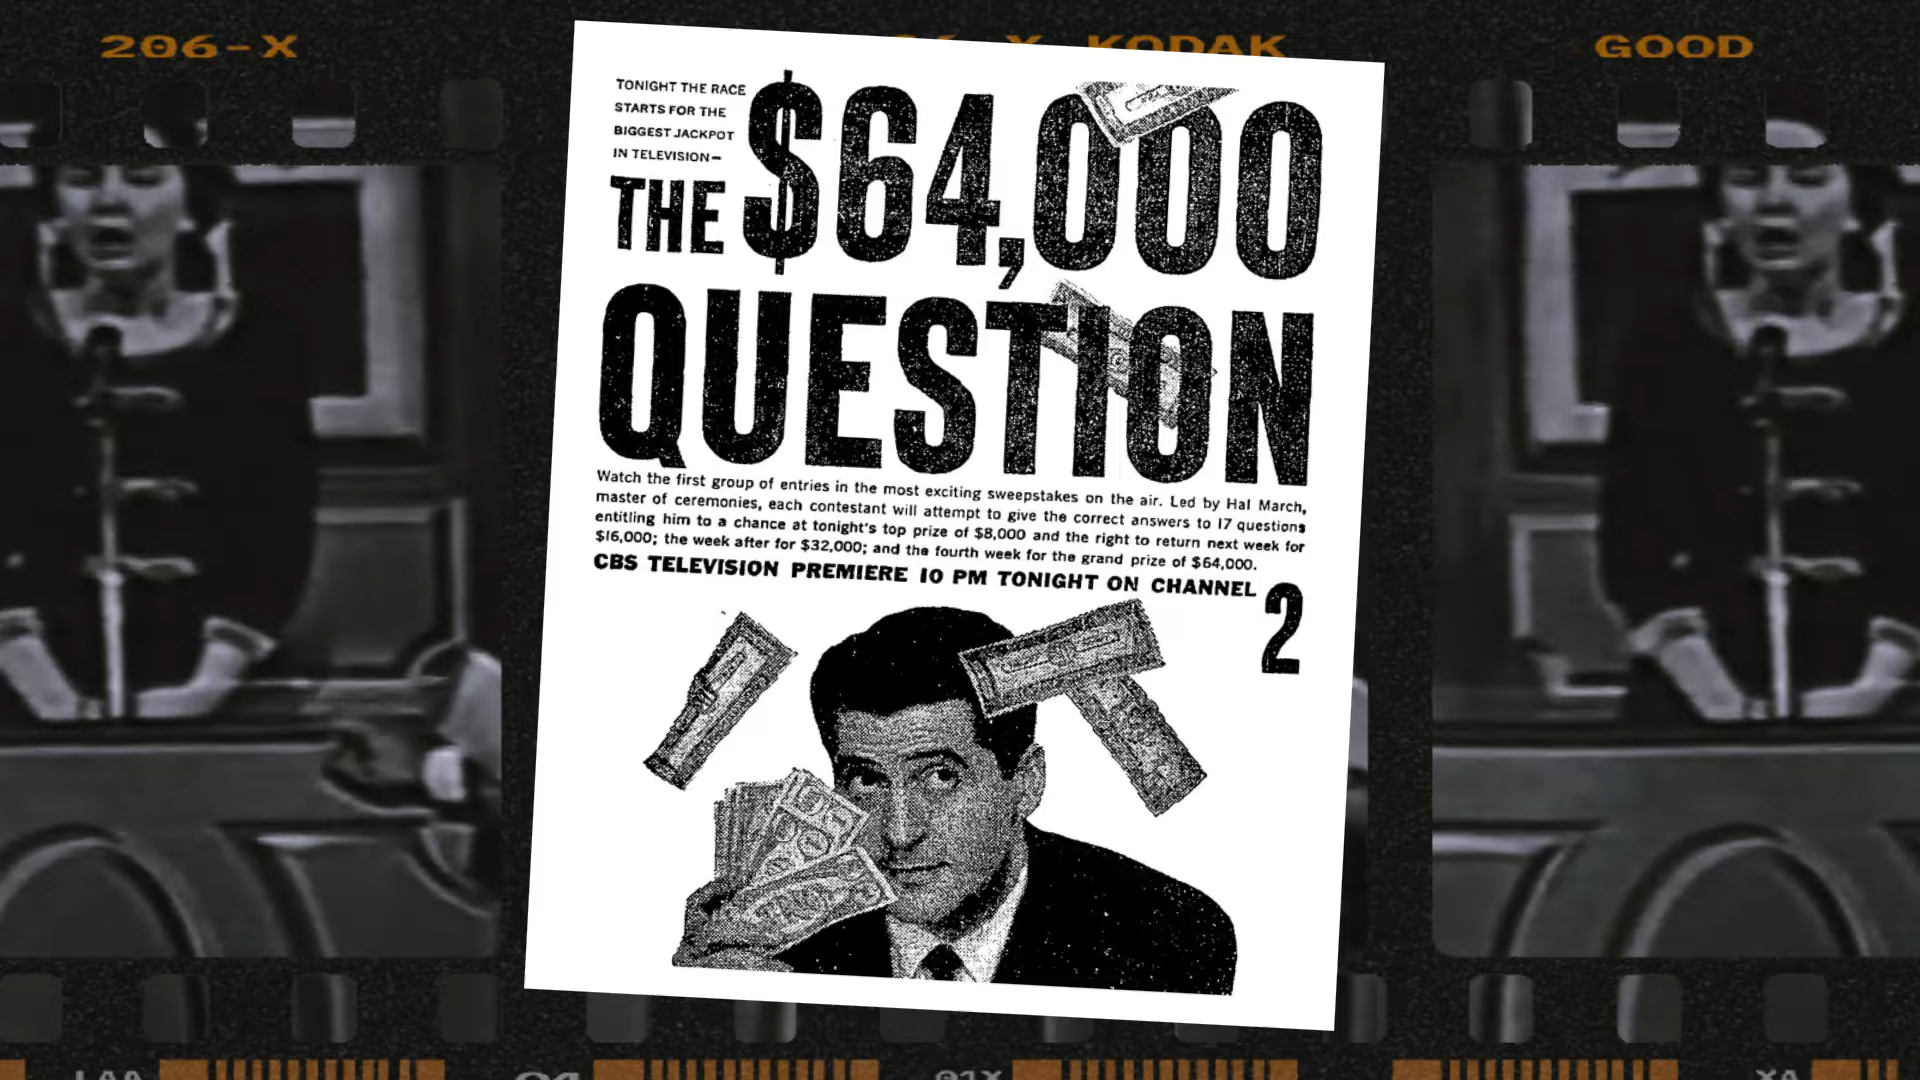 206-X
KODAK
GOOD
TONIGHT THE RACE
STARTS FOR THE
BIGGEST JACKPOT
IN TELEVISION—
THE $64,000
QUESTION
Watch the first group of entries in the most exciting sweepstakes on the air. Led by Hal March,
master of ceremonies, each contestant will attempt to give the correct answers to 17 questions
entitling him to a chance at tonight's top prize of $8,000 and the right to return next week for
$16,000; the week after for $32,000; and the fourth week for the grand prize of $64,000.
CBS TELEVISION PREMIERE 10 PM TONIGHT ON CHANNEL 2